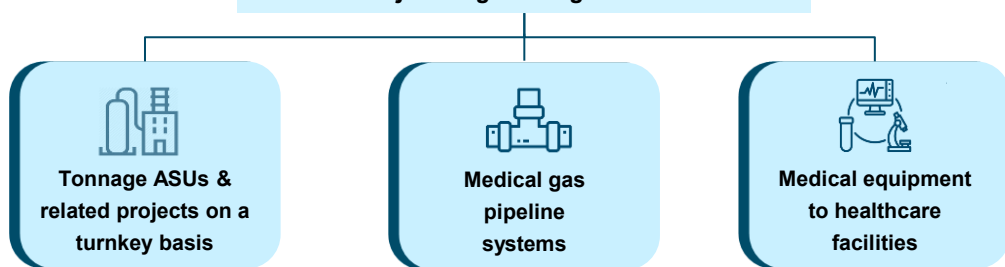 Tonnage ASUs &
related projects on a
turnkey basis
Medical gas
pipeline
systems
Medical equipment
to healthcare
facilities